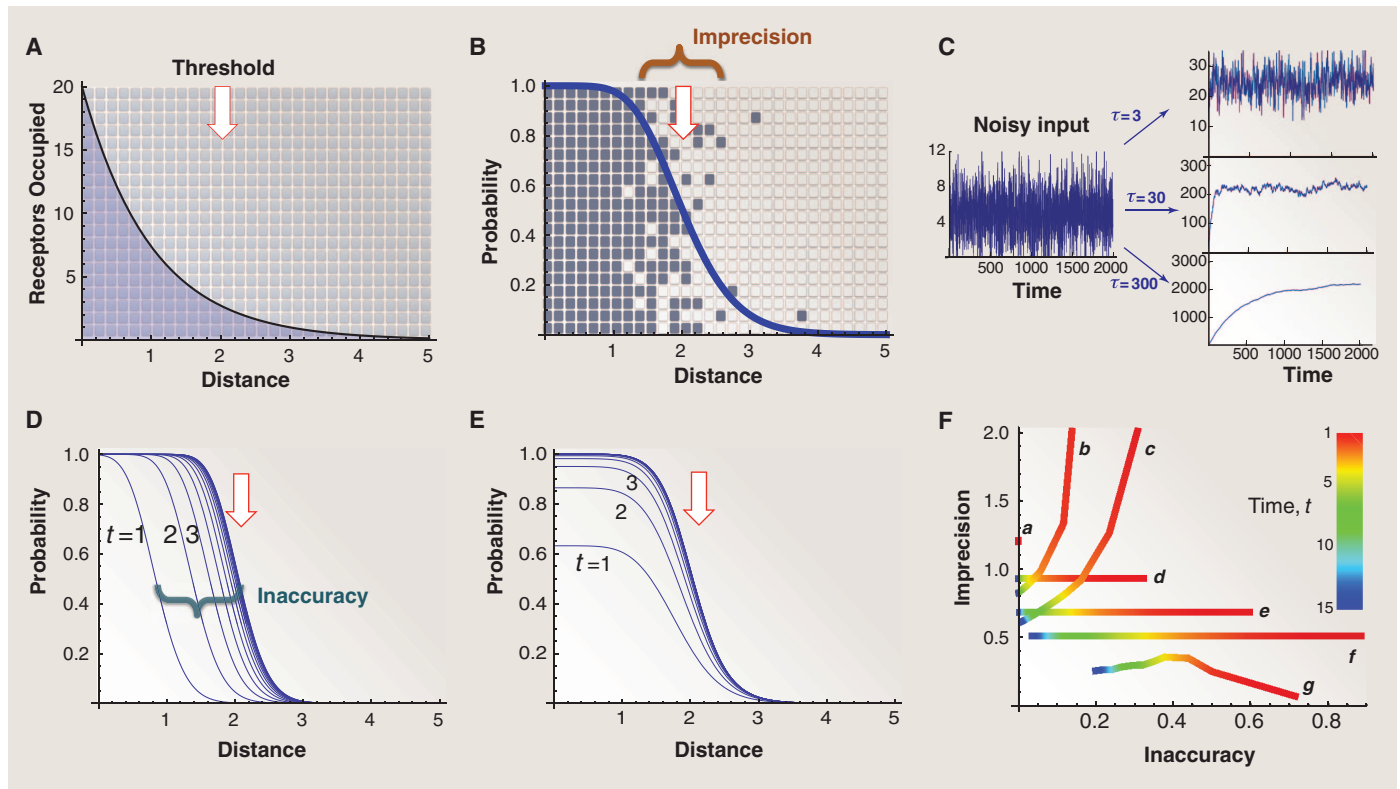 A
Threshold
Receptors Occupied
20
15
10
5
1 2 3 4 5
Distance
B
Imprecision
Probability
1.0
0.8
0.6
0.4
0.2
1 2 3 4 5
Distance
C
Noisy input
12
8
4
500 1000 1500 2000
Time
τ=3
τ=30
τ=300
30
20
10
300
200
100
3000
2000
1000
500 1000 1500 2000
Time
D
Probability
1.0
0.8
0.6
0.4
0.2
t=1 2 3
Inaccuracy
1 2 3 4 5
Distance
E
Probability
1.0
0.8
0.6
0.4
0.2
3
2
t=1
1 2 3 4 5
Distance
F
Imprecision
2.0
1.5
1.0
0.5
a
b
c
d
e
f
g
Time, t
1
5
10
15
0.2 0.4 0.6 0.8
Inaccuracy